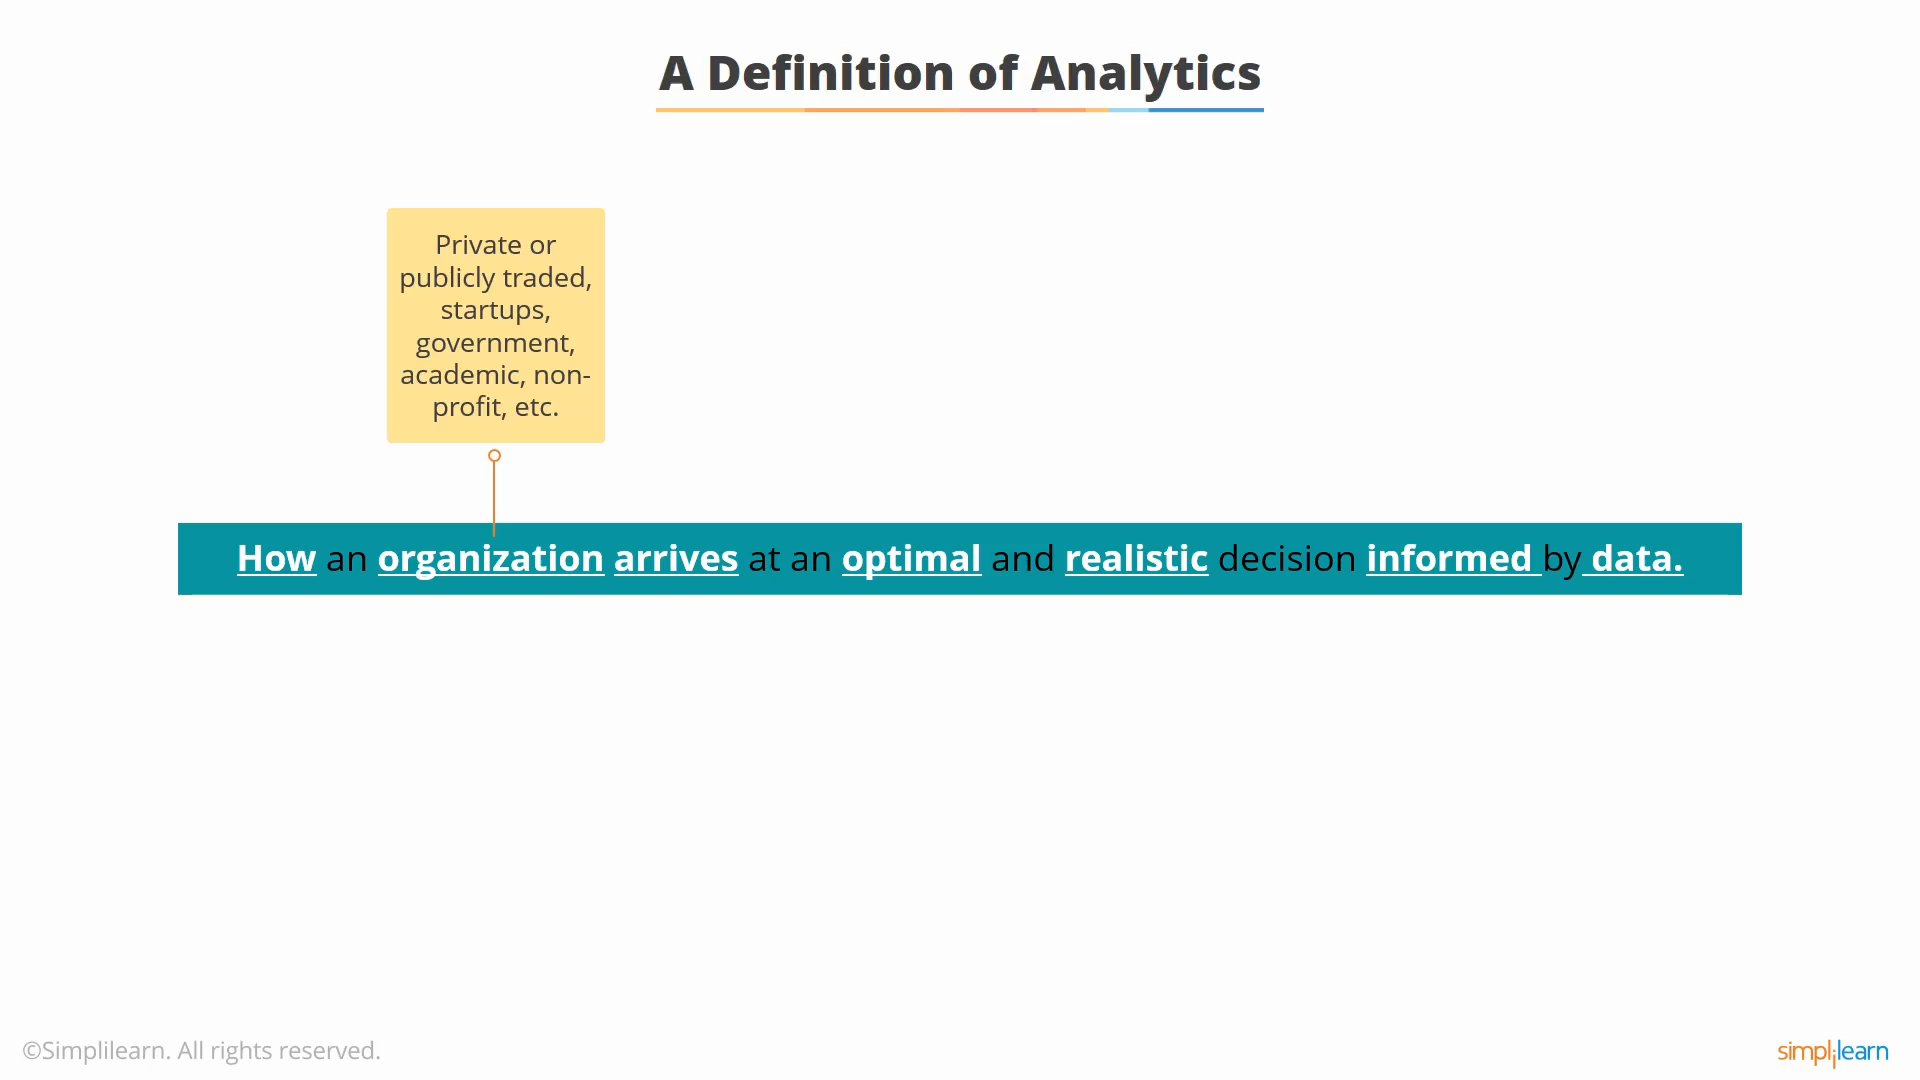 A Definition of Analytics
Private or
publicly traded,
startups,
government,
academic, non-
profit, etc.
How an organization arrives at an optimal and realistic decision informed by data.
©Simplilearn. All rights reserved.
simplilearn